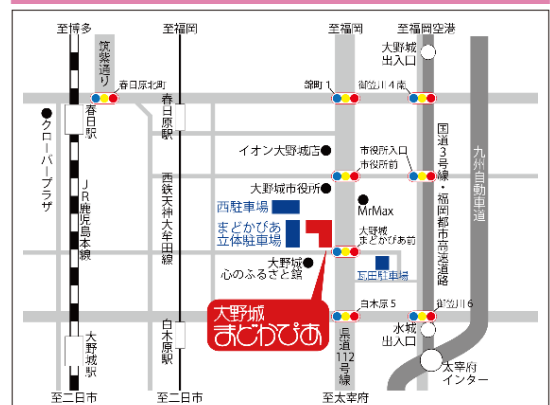 至博多
至福岡
至福岡
至福岡空港
筑紫通り
大野城
出入口
春日原北町
錦町1
御笠川4南
春日駅
春日原駅
クローバープラザ
イオン大野城店
市役所入口
市役所前
国道3号線・福岡都市高速道路
九州自動車道
JR鹿児島本線
西鉄天神大牟田線
大野城市役所
西駐車場
MrMax
まどかぴあ
立体駐車場
大野城
まどかぴあ前
大野城
心のふるさと館
瓦田駐車場
大野城
まどかぴあ
白木原5
御笠川6
大野城駅
白木原駅
県道112号線
水城
出入口
太宰府
インター
至二日市
至二日市
至太宰府